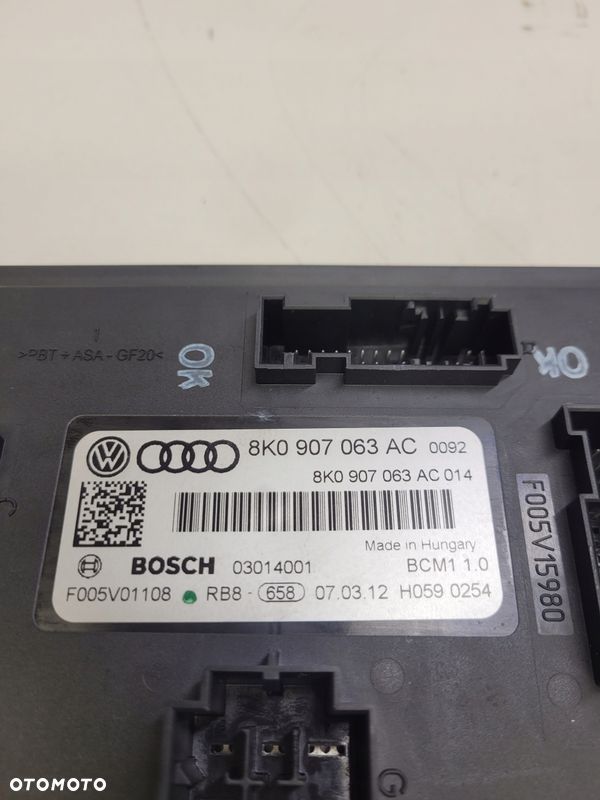 >PBT+ASA-GF20<
OK
OK
8K0 907 063 AC 0092
8K0 907 063 AC 014
Made in Hungary
BOSCH 03014001 BCM1 1.0
F005V01108 RB8 - 658 07.03.12 H059 0254
F005V15980
G
OTOMOTO